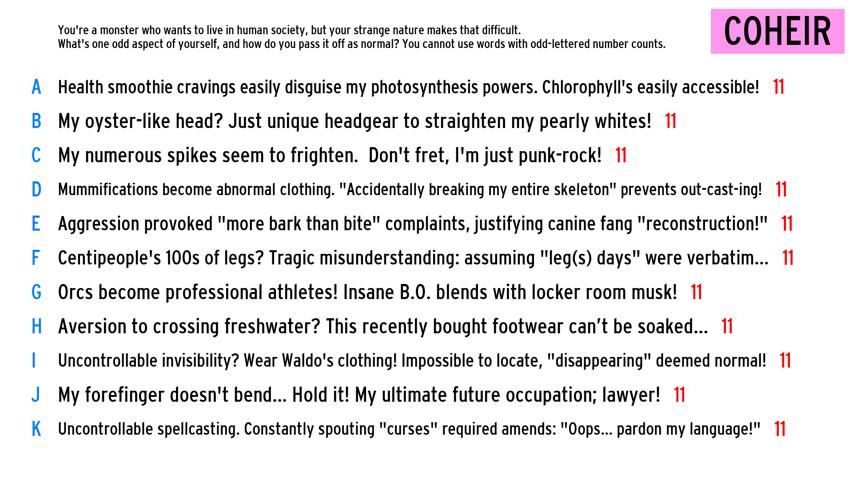 You're a monster who wants to live in human society, but your strange nature makes that difficult.
What's one odd aspect of yourself, and how do you pass it off as normal? You cannot use words with odd-lettered number counts.
COHEIR
A Health smoothie cravings easily disguise my photosynthesis powers. Chlorophyll's easily accessible! 11
B My oyster-like head? Just unique headgear to straighten my pearly whites! 11
C My numerous spikes seem to frighten.  Don't fret, I'm just punk-rock! 11
D Mummifications become abnormal clothing. "Accidentally breaking my entire skeleton" prevents out-cast-ing! 11
E Aggression provoked "more bark than bite" complaints, justifying canine fang "reconstruction!" 11
F Centipeople's 100s of legs? Tragic misunderstanding: assuming "leg(s) days" were verbatim... 11
G Orcs become professional athletes! Insane B.O. blends with locker room musk! 11
H Aversion to crossing freshwater? This recently bought footwear can’t be soaked... 11
I Uncontrollable invisibility? Wear Waldo's clothing! Impossible to locate, "disappearing" deemed normal! 11
J My forefinger doesn't bend... Hold it! My ultimate future occupation; lawyer! 11
K Uncontrollable spellcasting. Constantly spouting "curses" required amends: "Oops... pardon my language!" 11